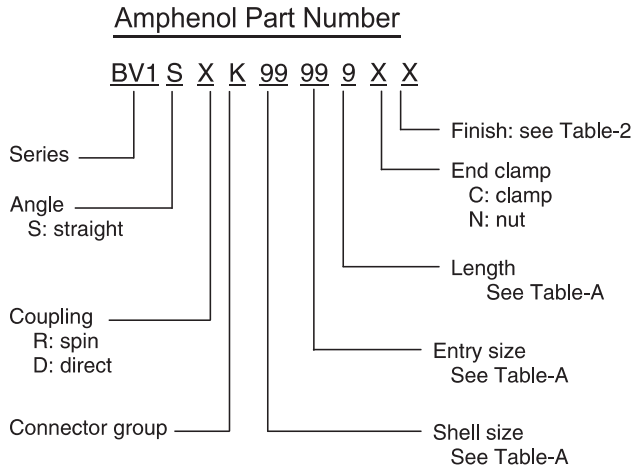 Amphenol Part Number
BV1 S X K 99 99 9 X X
Series
Angle
S: straight
Coupling
R: spin
D: direct
Connector group
Finish: see Table-2
End clamp
C: clamp
N: nut
Length
See Table-A
Entry size
See Table-A
Shell size
See Table-A